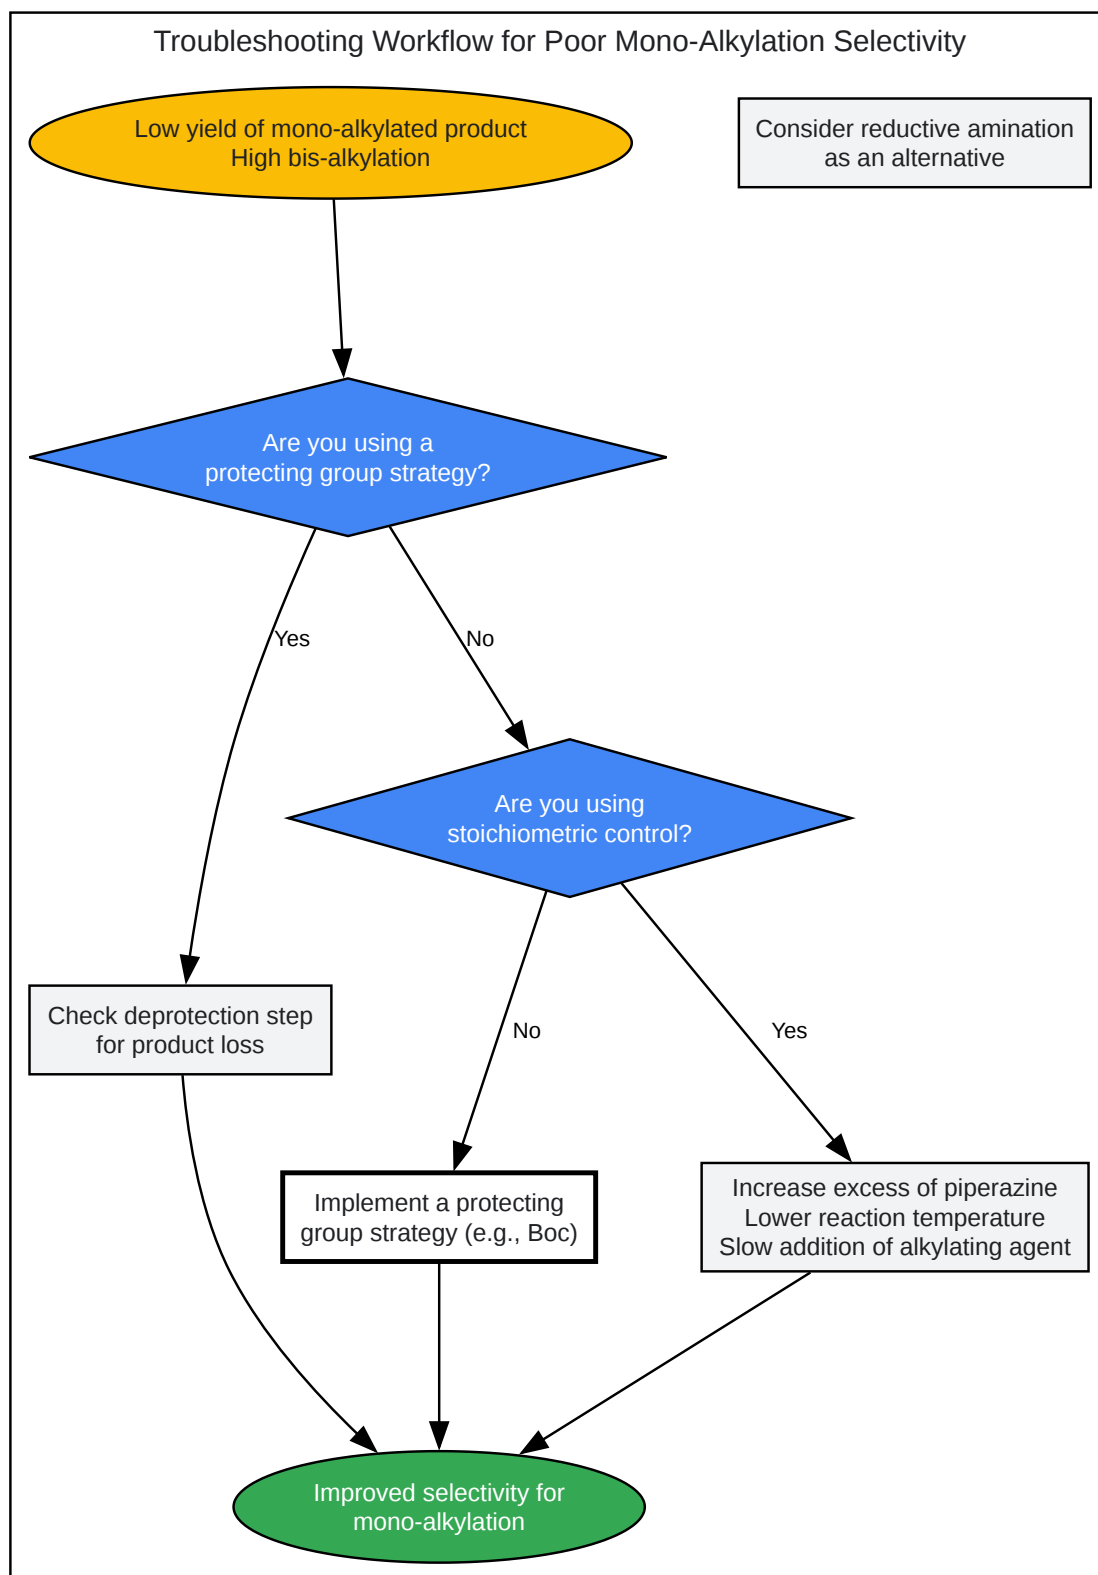 Troubleshooting Workflow for Poor Mono-Alkylation Selectivity
Low yield of mono-alkylated product
High bis-alkylation
Consider reductive amination
as an alternative
Are you using a
protecting group strategy?
Yes
No
Are you using
stoichiometric control?
Check deprotection step
for product loss
No
Yes
Implement a protecting
group strategy (e.g., Boc)
Increase excess of piperazine
Lower reaction temperature
Slow addition of alkylating agent
Improved selectivity for
mono-alkylation